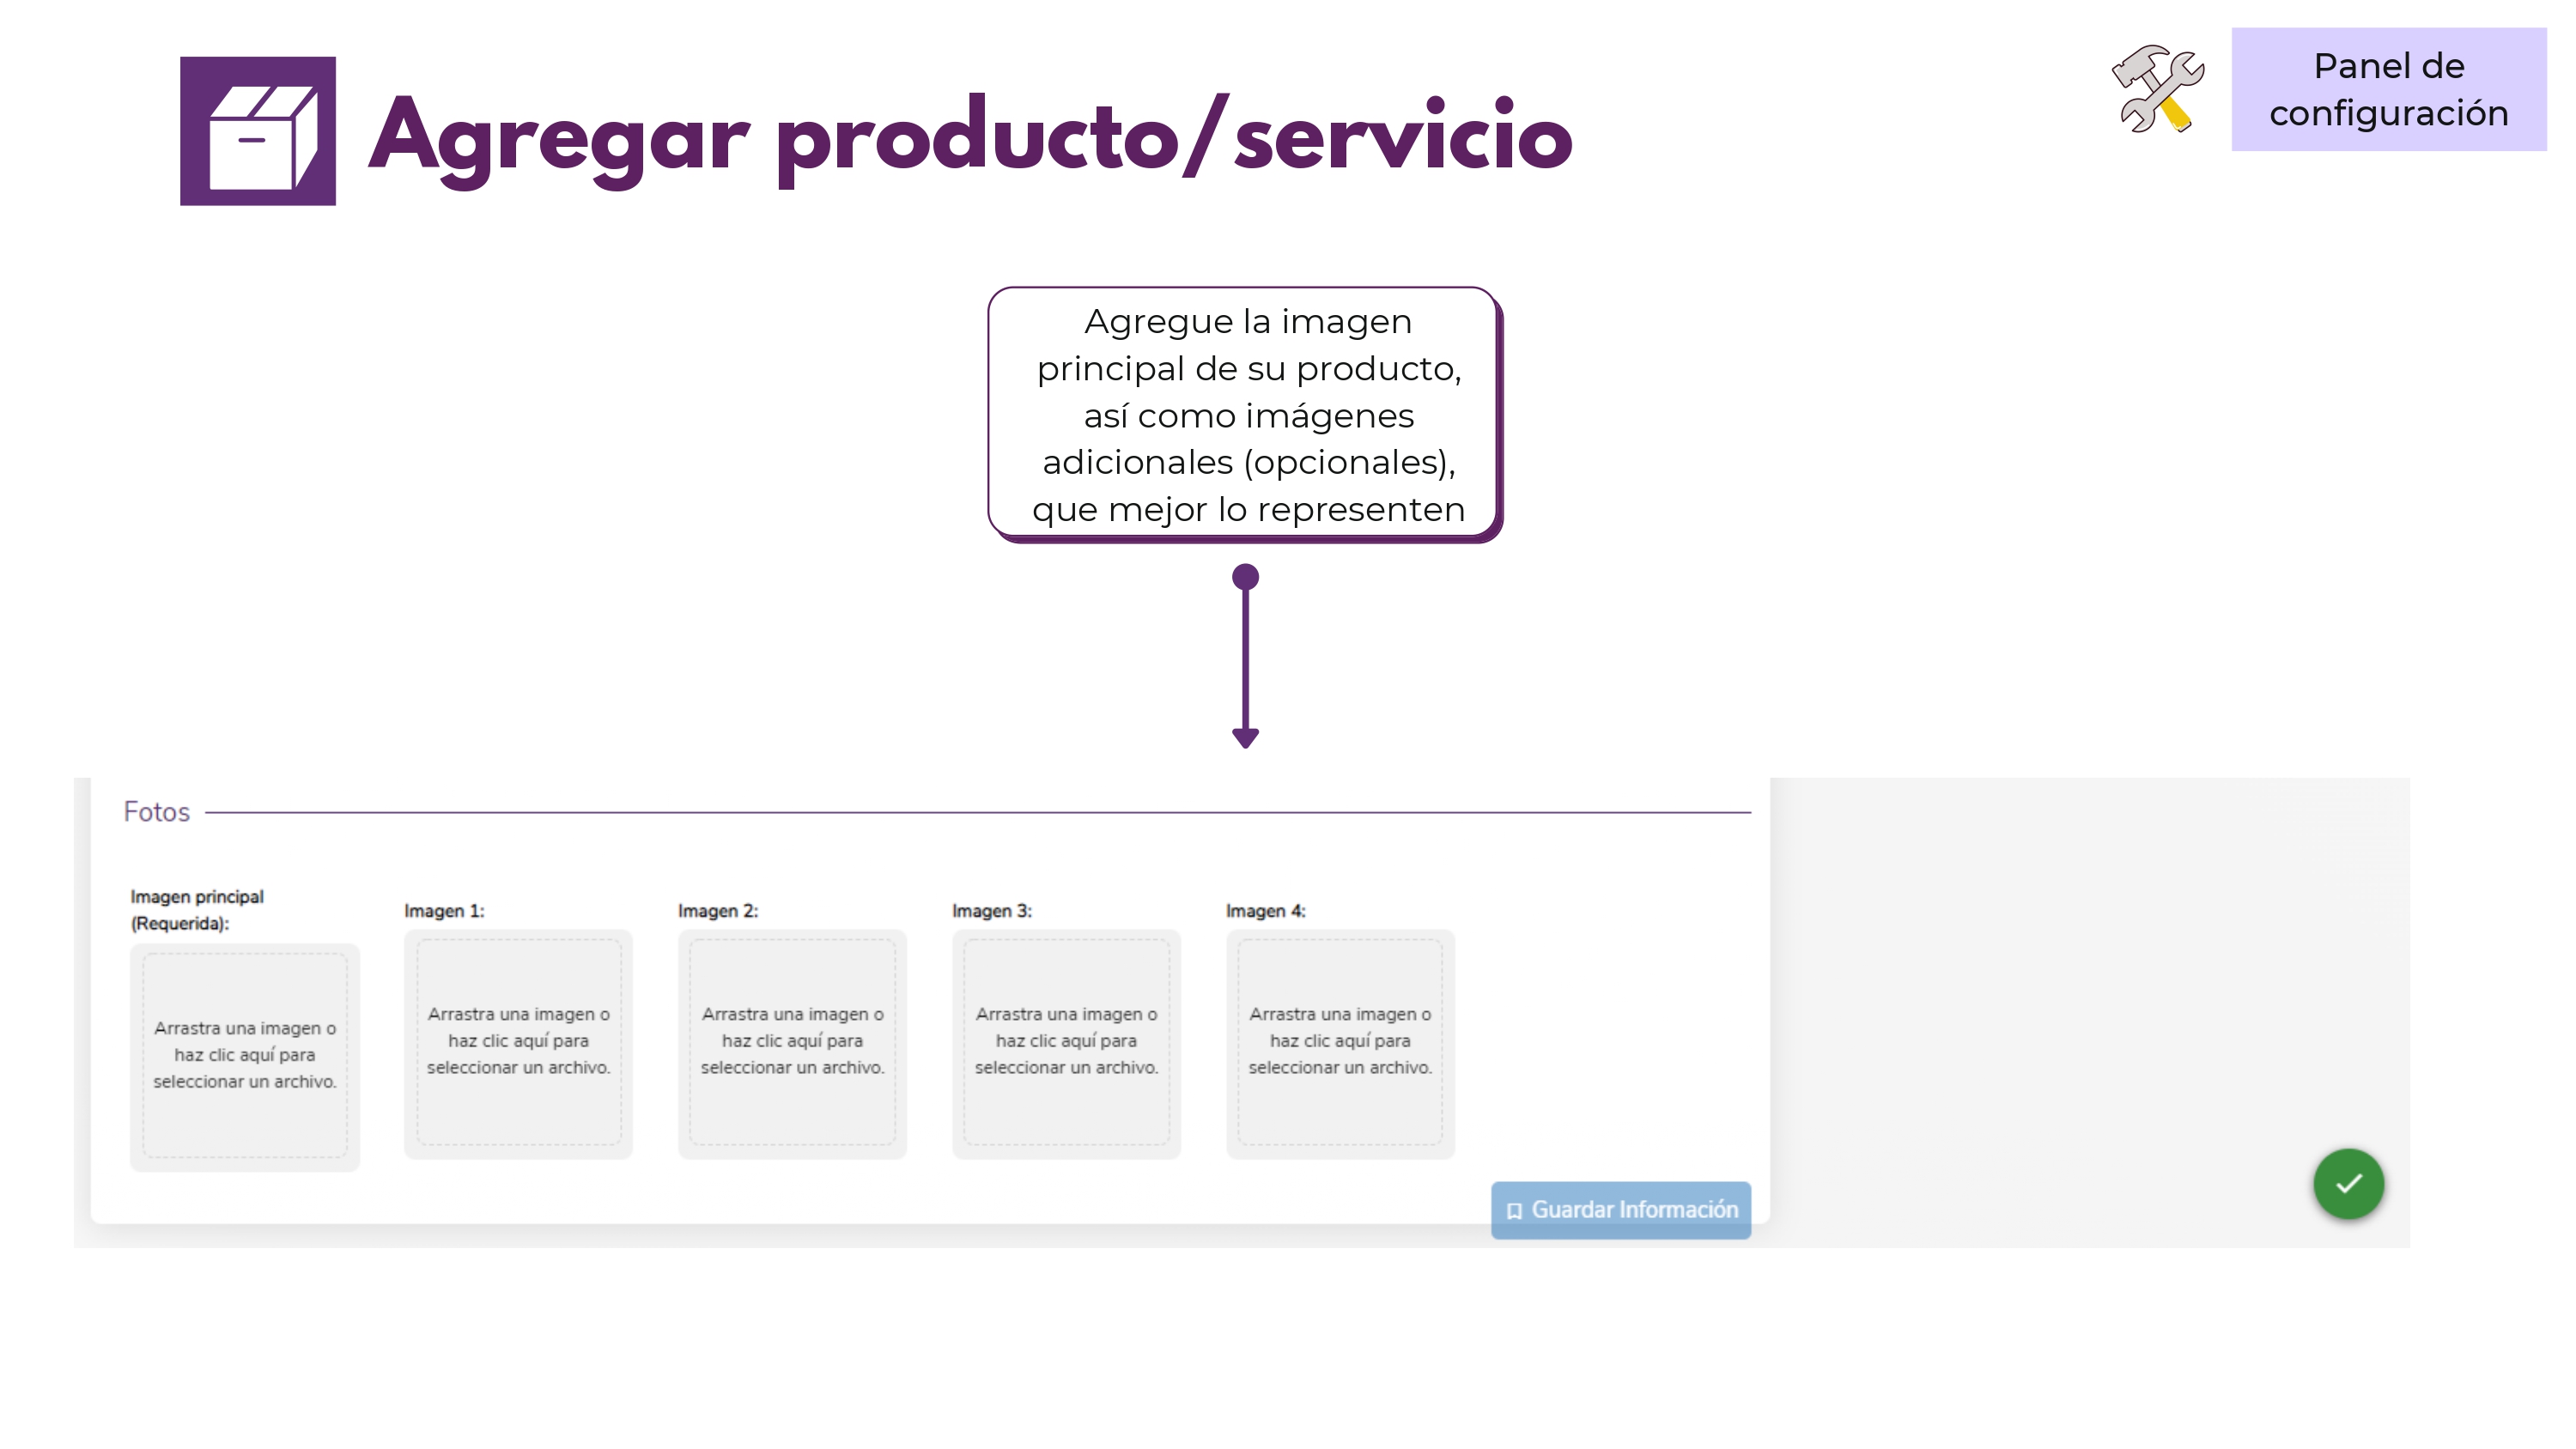 Agregar producto/servicio
Panel de
configuración
Agregue la imagen
principal de su producto,
así como imágenes
adicionales (opcionales),
que mejor lo representen
Fotos
Imagen principal
(Requerida):
Arrastra una imagen o
haz clic aquí para
seleccionar un archivo.
Imagen 1:
Arrastra una imagen o
haz clic aquí para
seleccionar un archivo.
Imagen 2:
Arrastra una imagen o
haz clic aquí para
seleccionar un archivo.
Imagen 3:
Arrastra una imagen o
haz clic aquí para
seleccionar un archivo.
Imagen 4:
Arrastra una imagen o
haz clic aquí para
seleccionar un archivo.
Guardar Información